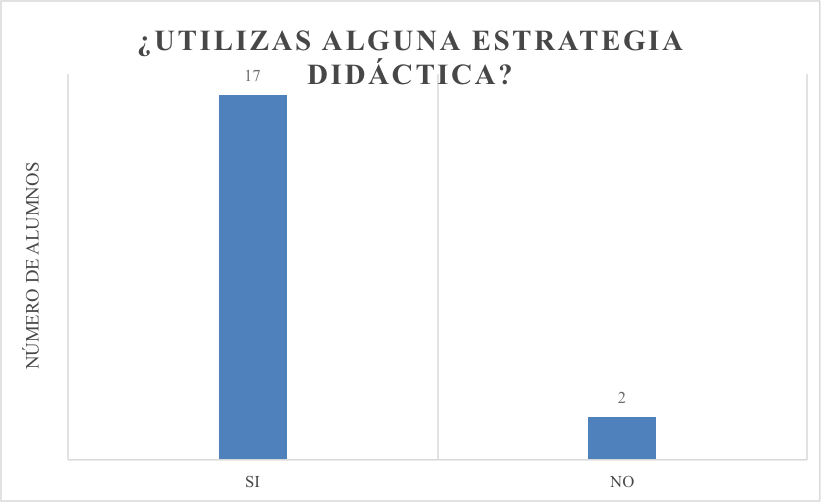 ¿UTILIZAS ALGUNA ESTRATEGIA
DIDÁCTICA?
17
2
NÚMERO DE ALUMNOS
SI
NO